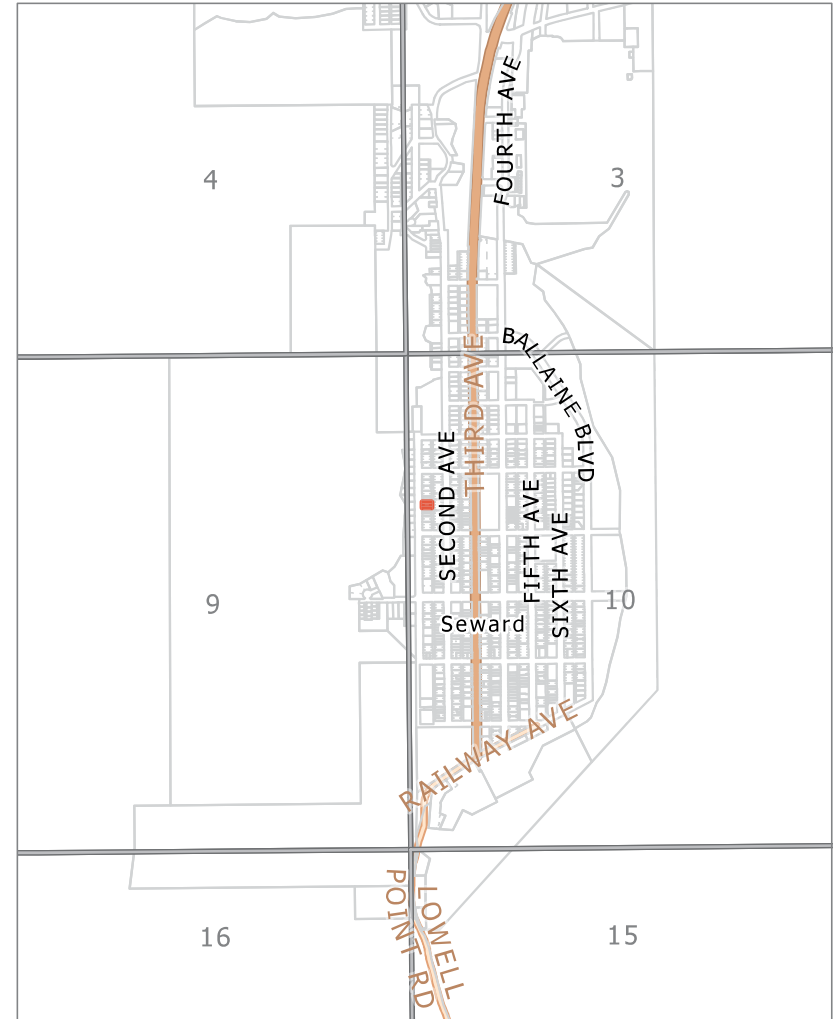 FOURTH AVE
4
3
BALLAINE BLVD
THIRD AVE
SECOND AVE
FIFTH AVE
SIXTH AVE
9
10
Seward
RAILWAY AVE
LOWELL
POINT RD
16
15